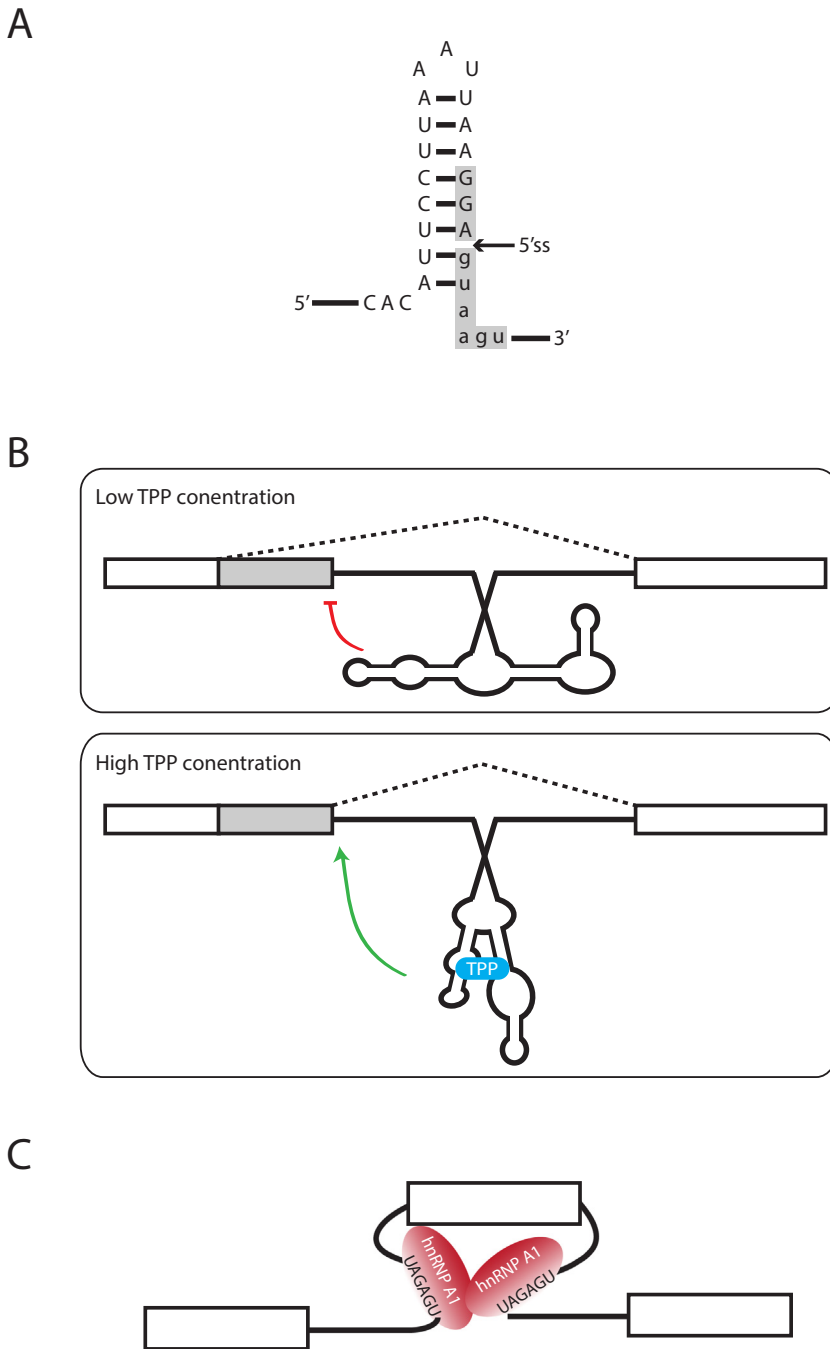 A
A
A U
A U
U A
U A
C G
C G
U A
5'ss
U g
A u
5' C A C
a
a g u 3'
B
Low TPP conentration
High TPP conentration
TPP
C
hnRNP A1
UAGAGU
hnRNP A1
UAGAGU